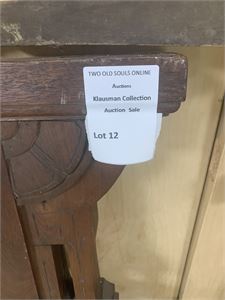 TWO OLD SOULS ONLINE
Auctions
Klausman Collection
Auction Sale
Lot 12